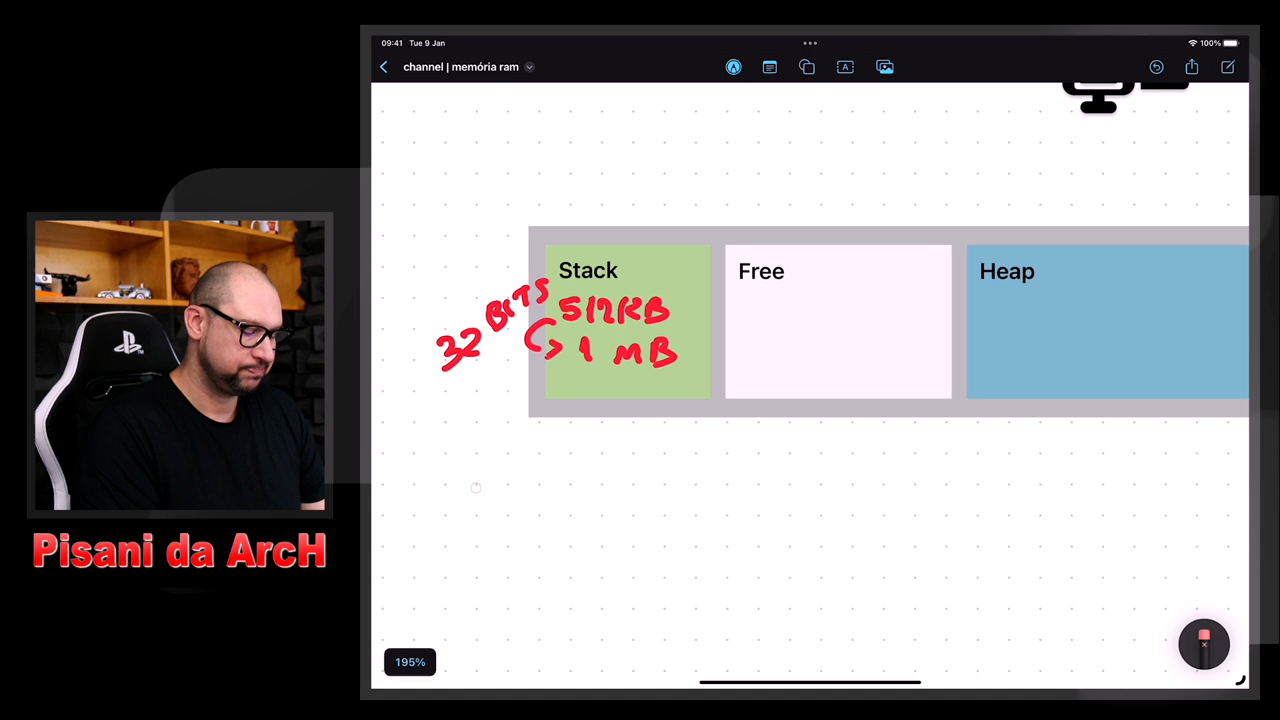 09:41 Tue 9 Jan
100%
channel | memória ram
A
Stack
Free
Heap
32 BITS
512KB
1 MB
Pisani da ArcH
195%